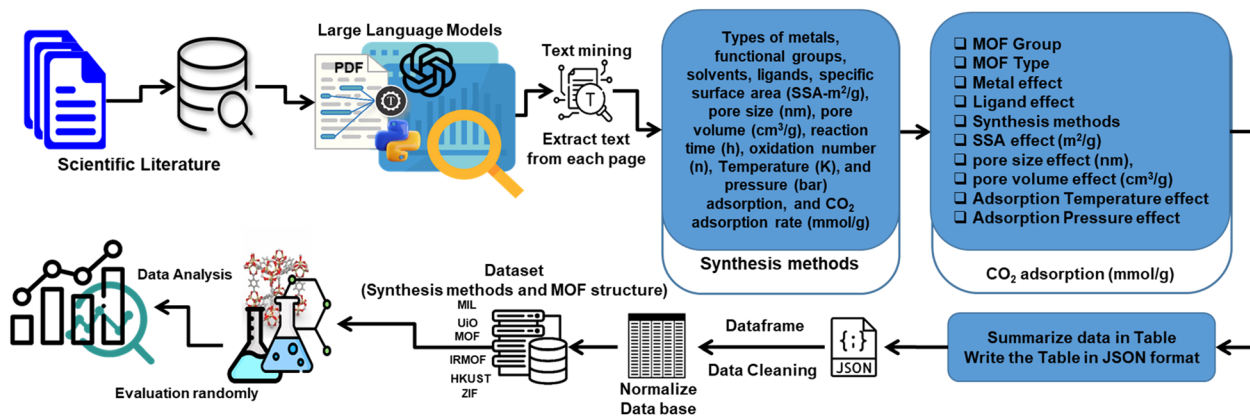 Large Language Models
PDF
T
Scientific Literature
Text mining
T
Extract text
from each page
Types of metals,
functional groups,
solvents, ligands, specific
surface area (SSA-m²/g),
pore size (nm), pore
volume (cm³/g), reaction
time (h), oxidation number
(n), Temperature (K), and
pressure (bar)
adsorption, and CO₂
adsorption rate (mmol/g)
Synthesis methods
❑ MOF Group
❑ MOF Type
❑ Metal effect
❑ Ligand effect
❑ Synthesis methods
❑ SSA effect (m²/g)
❑ pore size effect (nm),
❑ pore volume effect (cm³/g)
❑ Adsorption Temperature effect
❑ Adsorption Pressure effect
CO₂ adsorption (mmol/g)
Summarize data in Table
Write the Table in JSON format
{;}
JSON
Dataframe
Data Cleaning
Normalize
Data base
Dataset
(Synthesis methods and MOF structure)
MIL
UiO
MOF
IRMOF
HKUST
ZIF
Evaluation randomly
Data Analysis